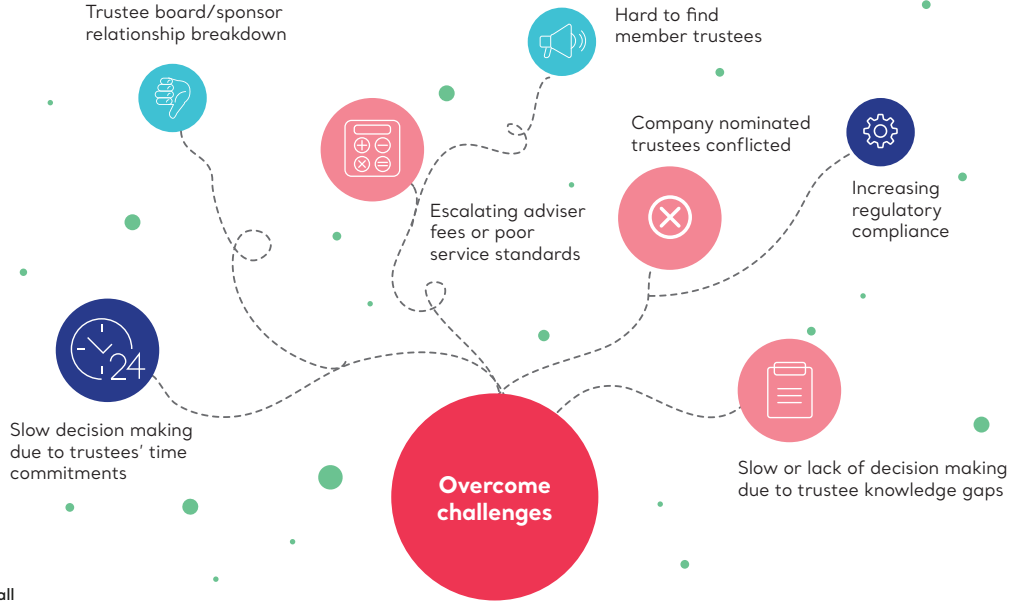 Trustee board/sponsor
relationship breakdown
Hard to find
member trustees
Company nominated
trustees conflicted
Increasing
regulatory
compliance
Escalating adviser
fees or poor
service standards
24
Slow decision making
due to trustees’ time
commitments
Overcome
challenges
Slow or lack of decision making
due to trustee knowledge gaps
all